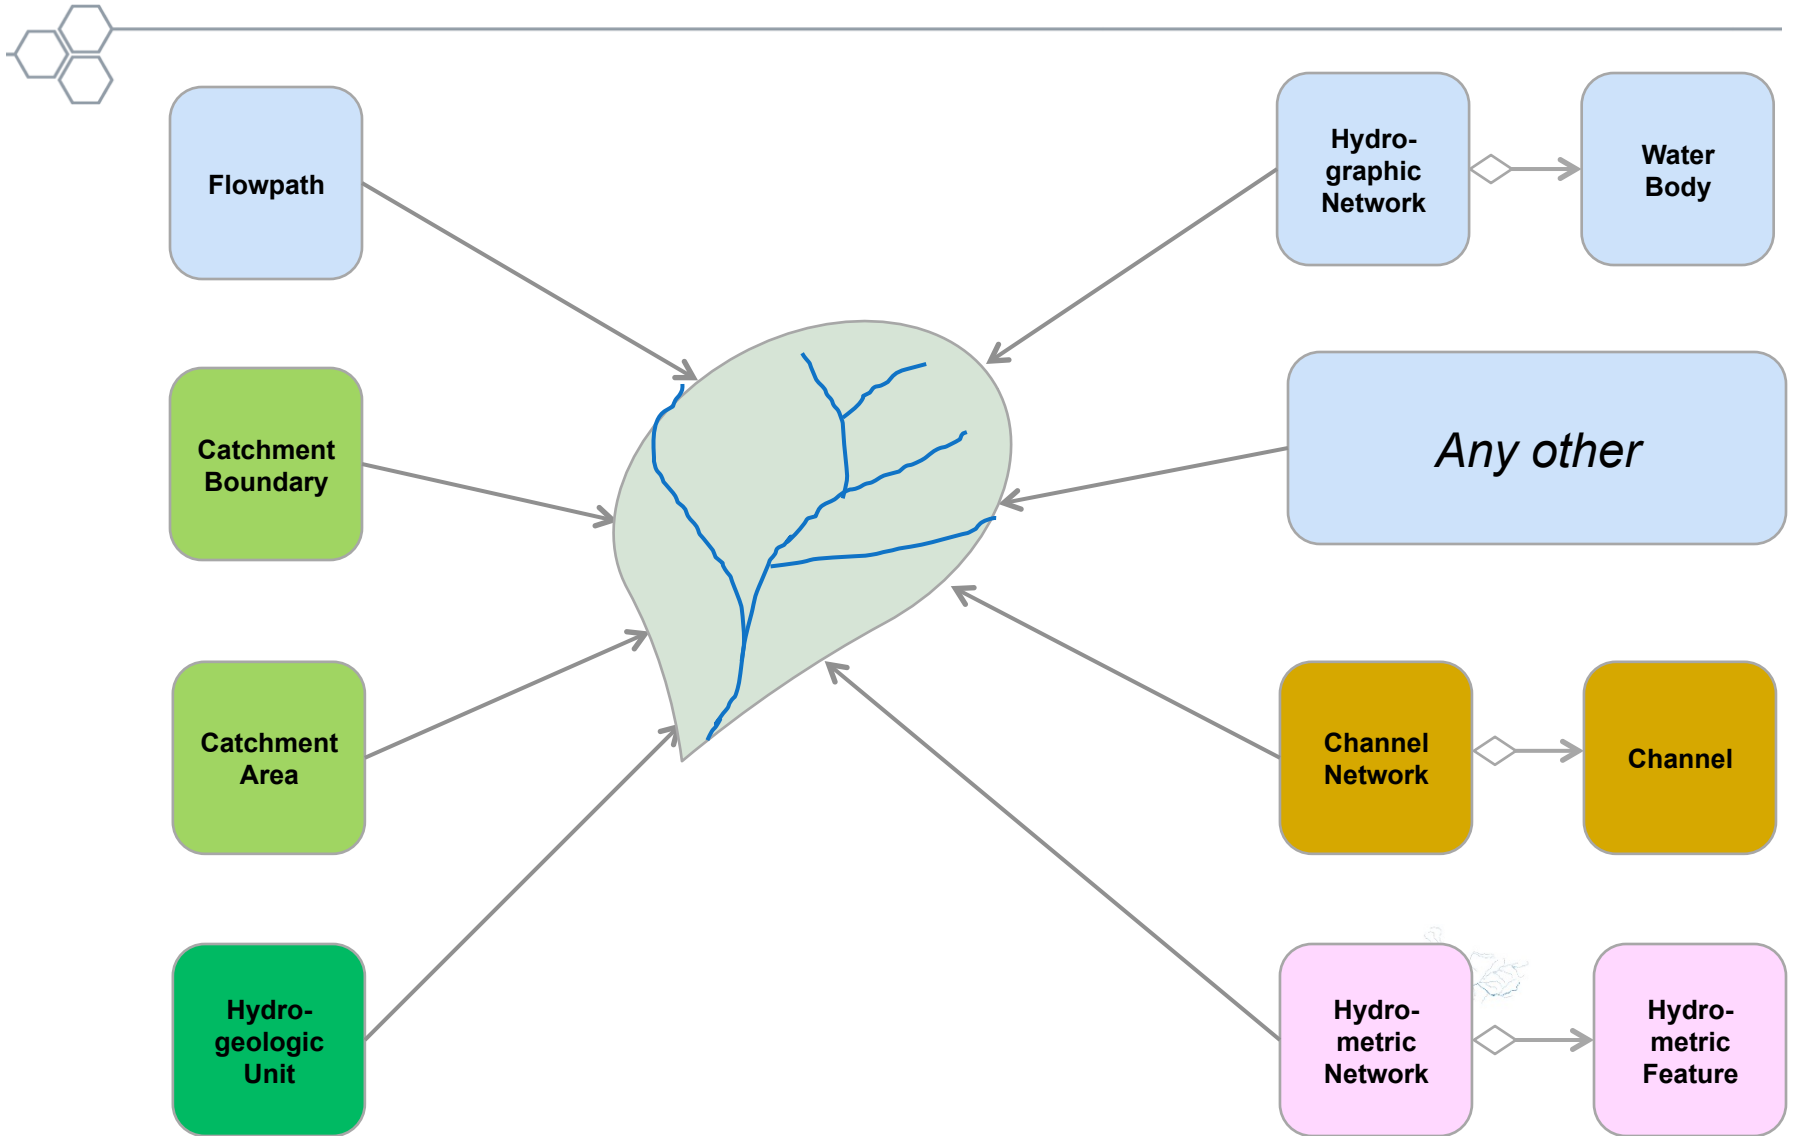 Flowpath
Hydro-
graphic
Network
Water
Body
Catchment
Boundary
Any other
Catchment
Area
Channel
Network
Channel
Hydro-
geologic
Unit
Hydro-
metric
Network
Hydro-
metric
Feature